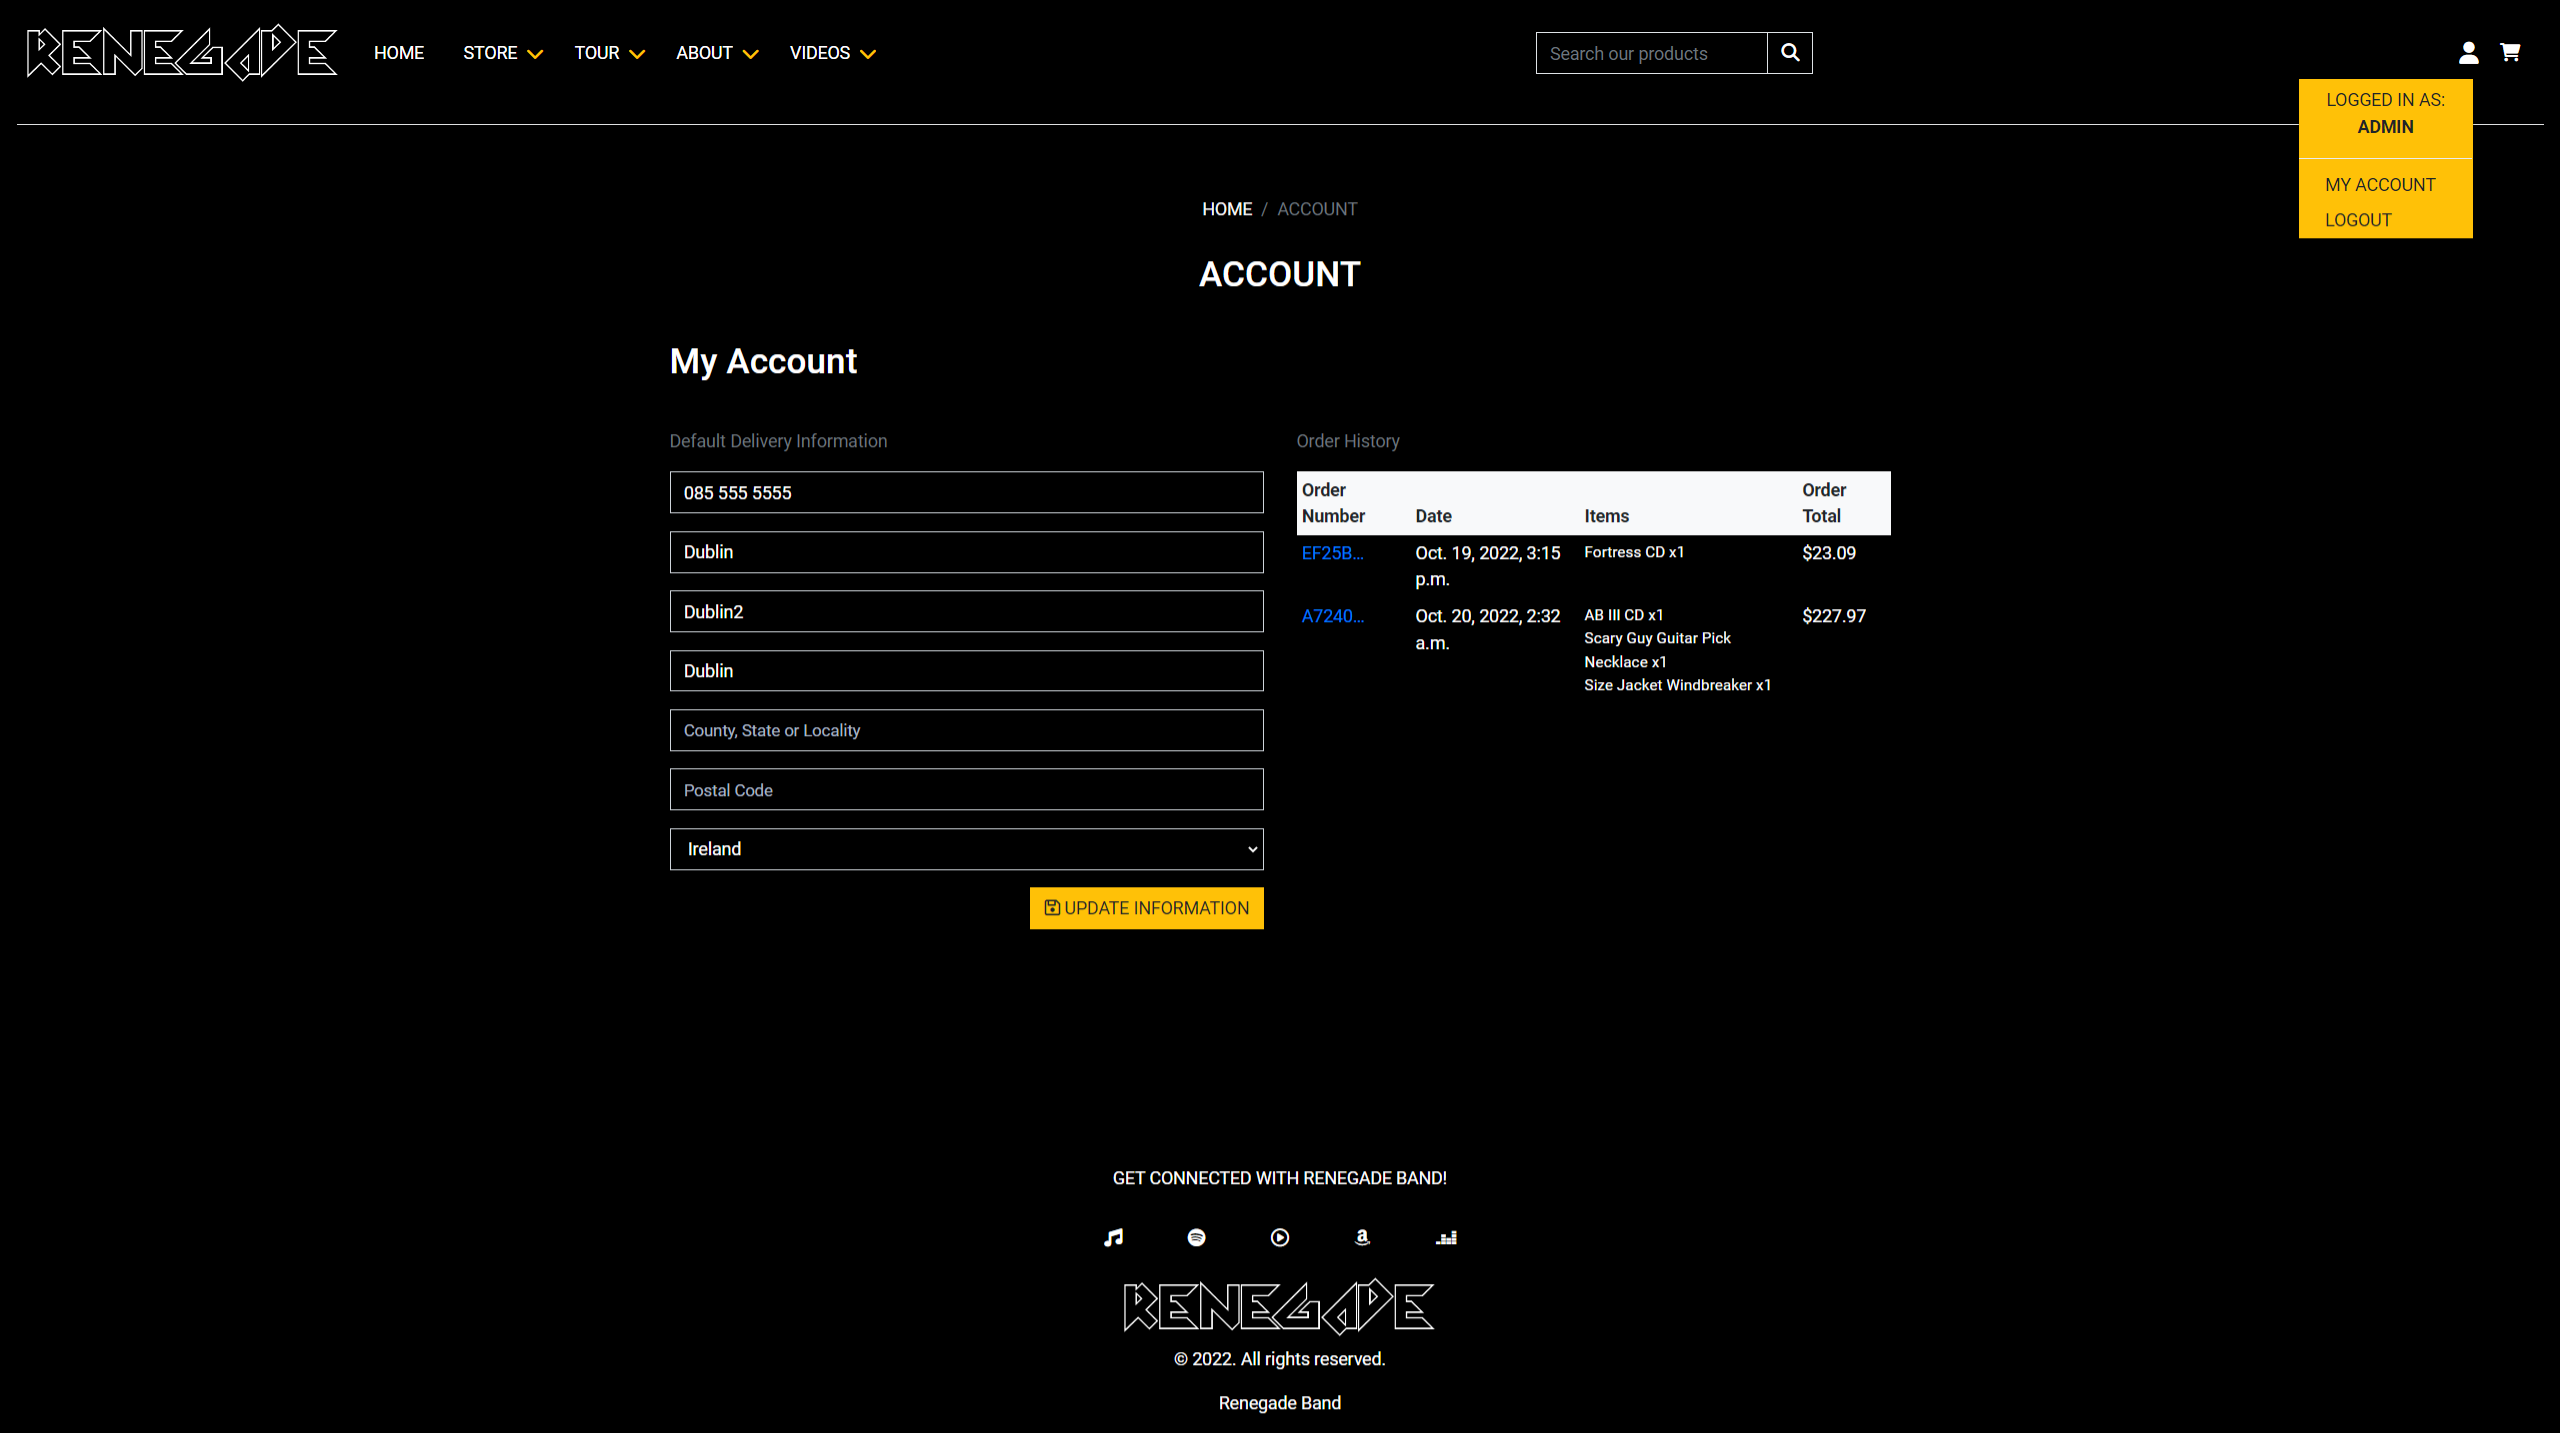 RENEGADE
HOME
STORE
TOUR
ABOUT
VIDEOS
Search our products
LOGGED IN AS:
ADMIN
MY ACCOUNT
LOGOUT
HOME / ACCOUNT
ACCOUNT
My Account
Default Delivery Information
085 555 5555
Dublin
Dublin2
Dublin
County, State or Locality
Postal Code
Ireland
UPDATE INFORMATION
Order History
Order
Number
Date
Items
Order
Total
EF25B...
Oct. 19, 2022, 3:15
p.m.
Fortress CD x1
$23.09
A7240...
Oct. 20, 2022, 2:32
a.m.
AB III CD x1
Scary Guy Guitar Pick
Necklace x1
Size Jacket Windbreaker x1
$227.97
GET CONNECTED WITH RENEGADE BAND!
RENEGADE
© 2022. All rights reserved.
Renegade Band